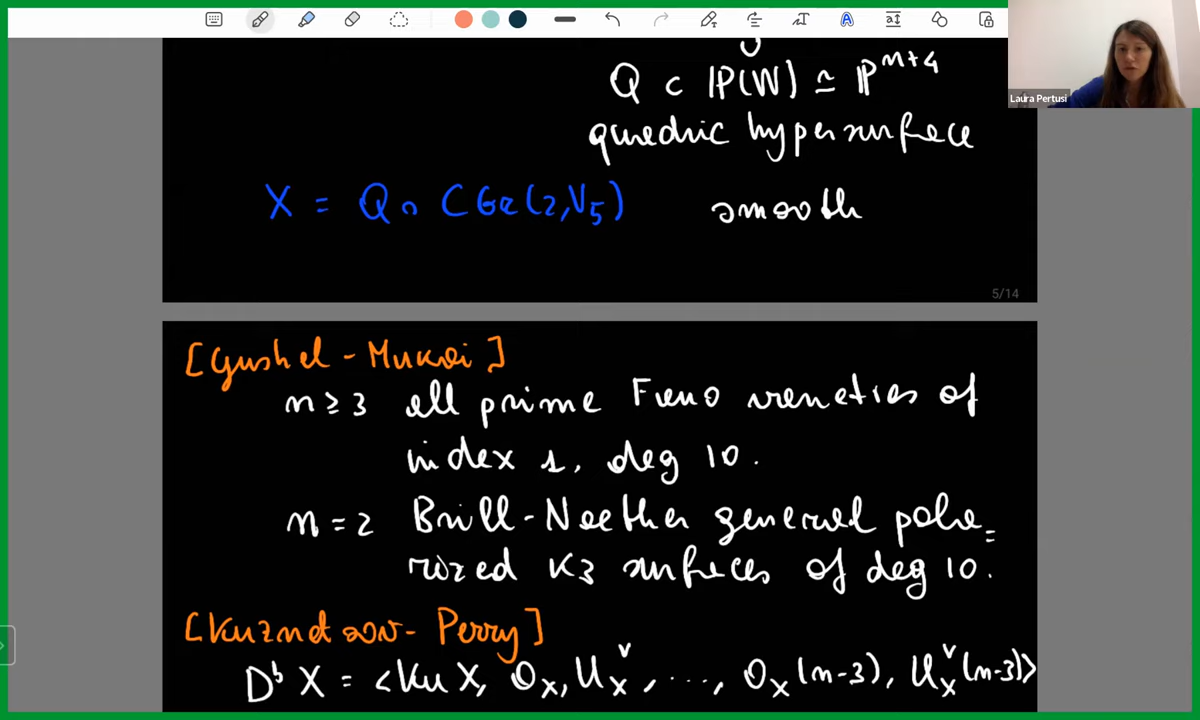 Laura Pertusi
Q ⊂ ℙ(W) ≃ ℙ^{n+4}
quadric hypersurface
X = Q ∩ CGr(2,V_5) smooth
5/14
[Gushel - Mukai]
n ≥ 3 all prime Fano varieties of
index 1, deg 10.
n = 2 Brill-Noether general pola=
rized K3 surfaces of deg 10.
[Kuznetsov - Perry]
D^b X = <Ku X, O_X, U_X^∨, ..., O_X(n-3), U_X^∨(n-3)>